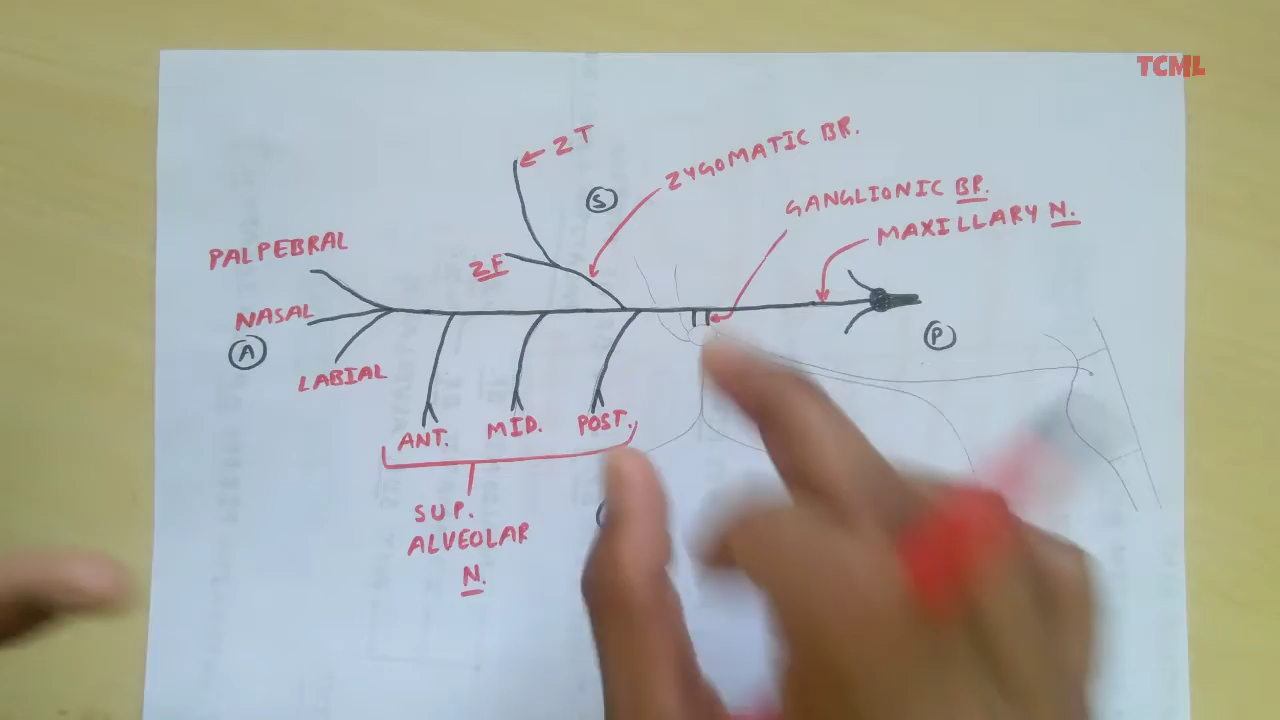 TCML
ZT
ZYGOMATIC BR.
S
GANGLIONIC BR.
MAXILLARY N.
PALPEBRAL
ZF
NASAL
A
P
LABIAL
ANT.
MID.
POST.
SUP.
ALVEOLAR
N.